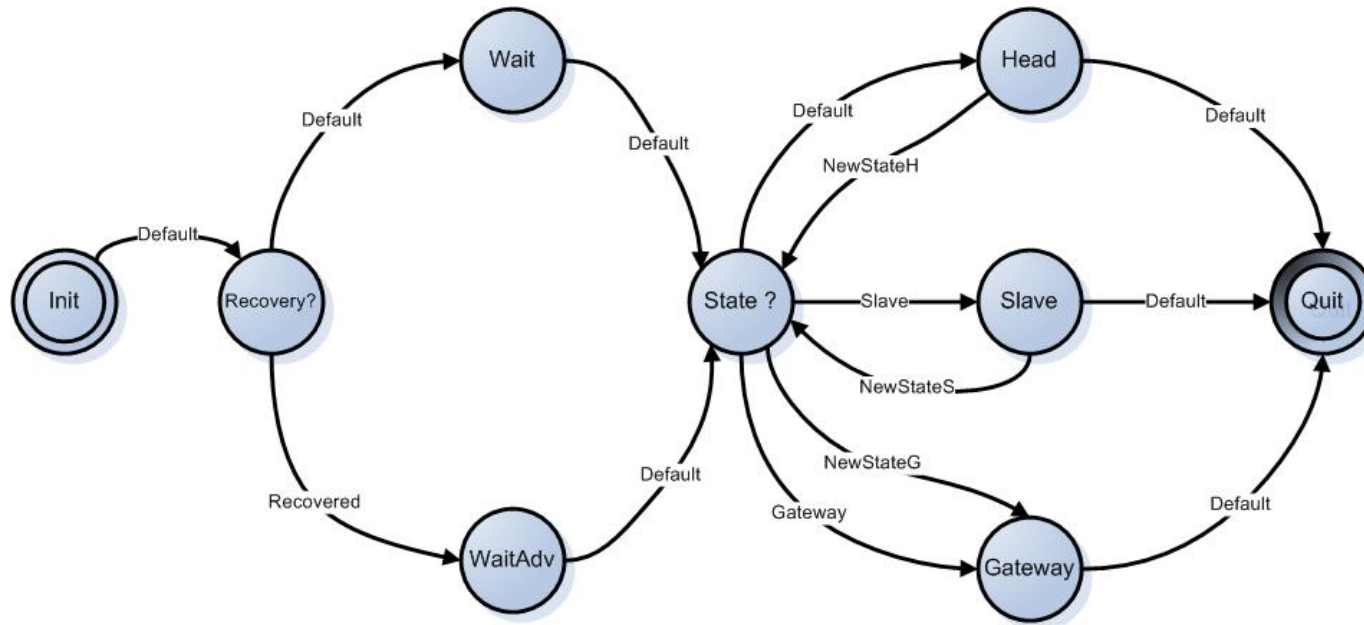 Wait
Head
Default
Default
Default
Default
NewStateH
Default
Init
Recovery?
State ?
Slave
Slave
Default
Quit
NewStateS
NewStateG
Recovered
Default
Gateway
Default
WaitAdv
Gateway